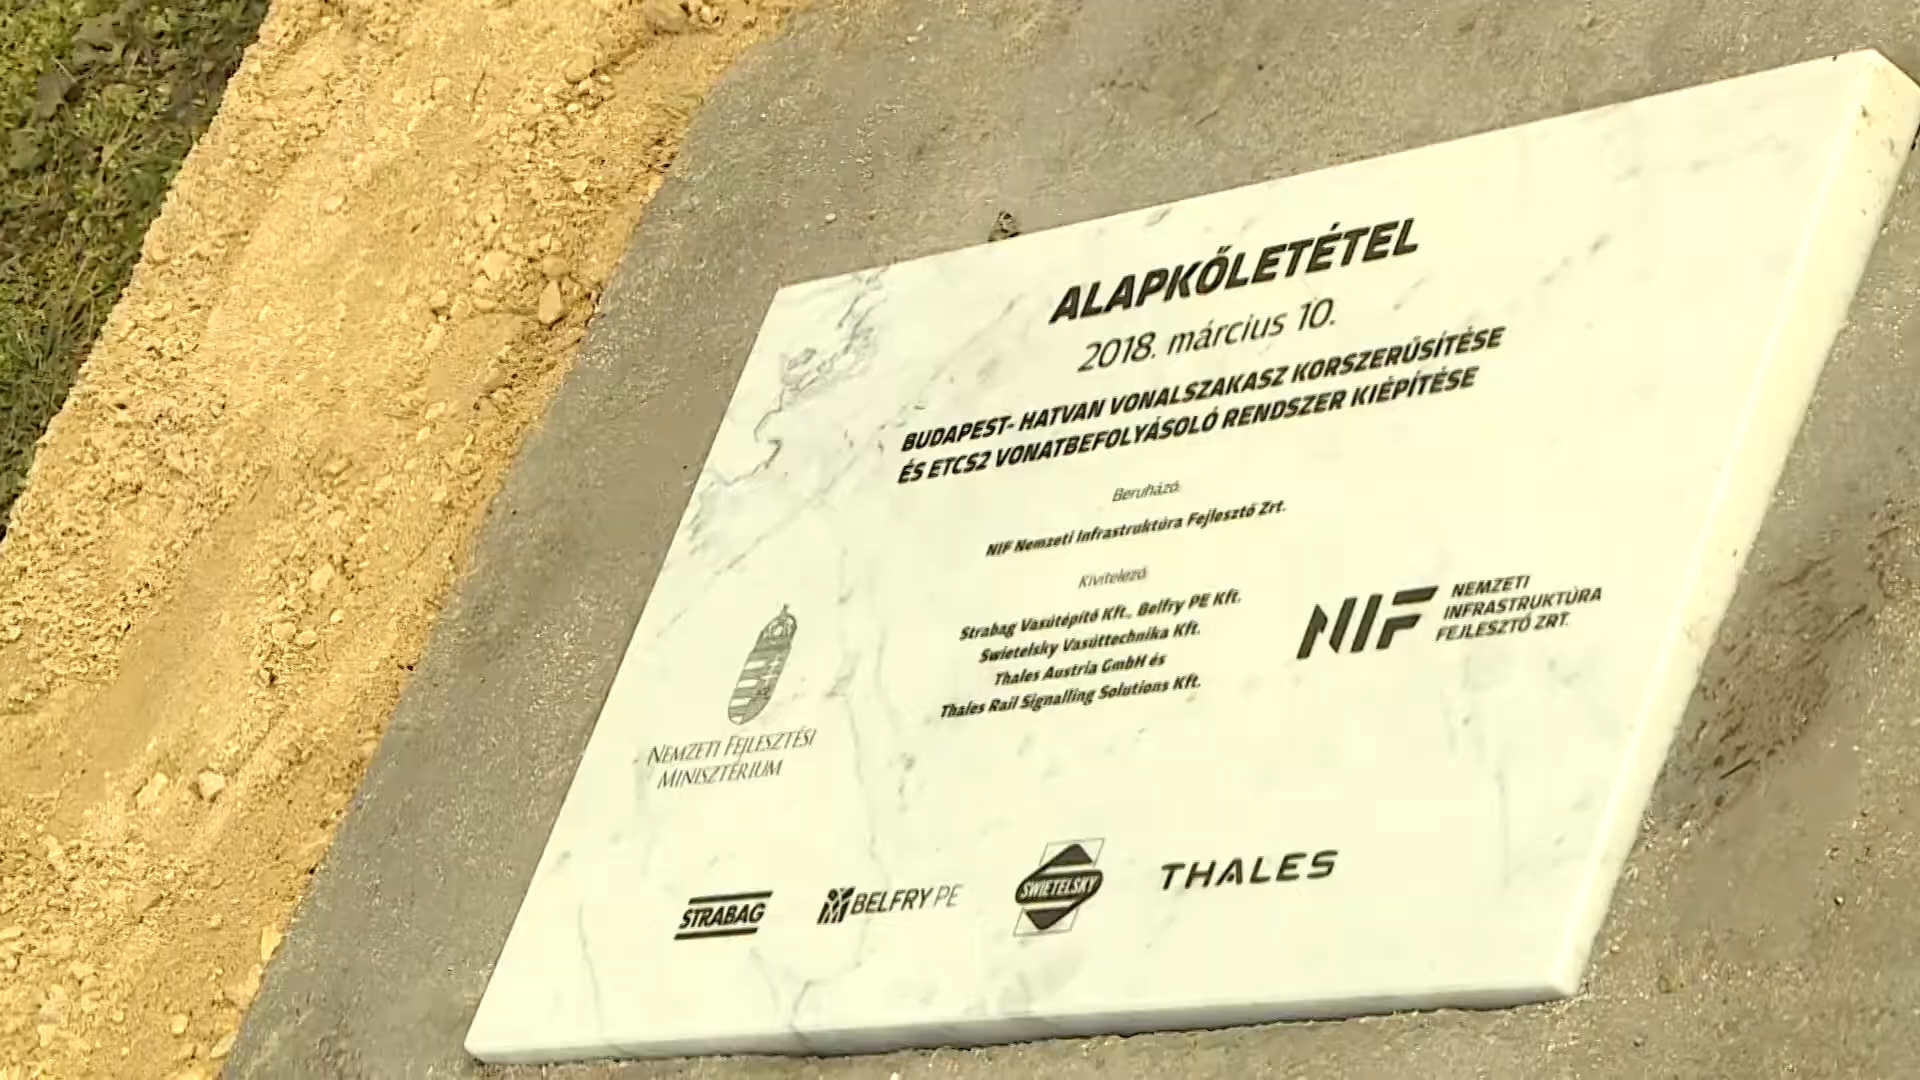 ALAPKŐLETÉTEL
2018. március 10.
BUDAPEST- HATVAN VONALSZAKASZ KORSZERŰSÍTÉSE
ÉS ETCS2 VONATBEFOLYÁSOLÓ RENDSZER KIÉPÍTÉSE
Beruházó:
NIF Nemzeti Infrastruktúra Fejlesztő Zrt.
Kivitelező:
Strabag Vasútépítő Kft., Belfry PE Kft.
Swietelsky Vasúttechnika Kft.
Thales Austria GmbH és
Thales Rail Signalling Solutions Kft.
NEMZETI FEJLESZTÉSI
MINISZTÉRIUM
NIF
NEMZETI
INFRASTRUKTÚRA
FEJLESZTŐ ZRT.
STRABAG
BELFRY PE
SWIETELSKY
THALES